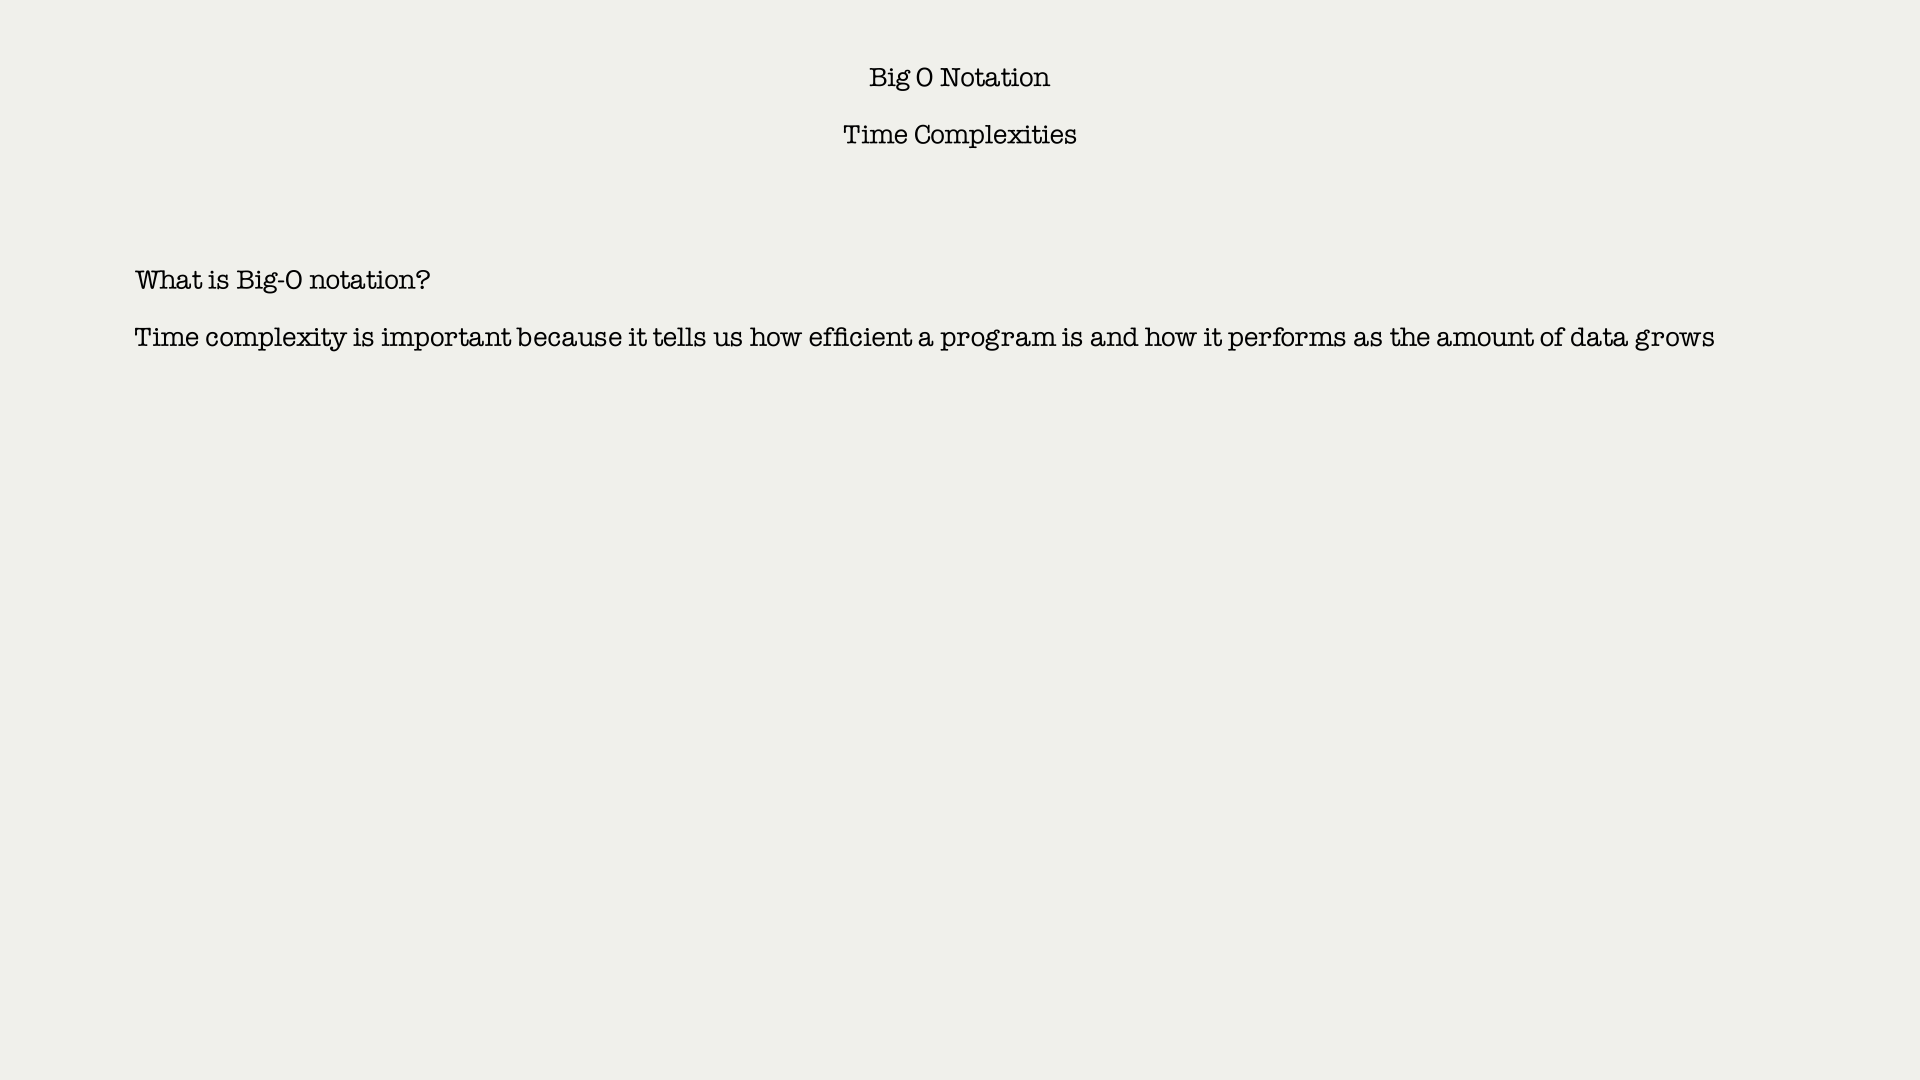 Big O Notation
Time Complexities
What is Big-O notation?
Time complexity is important because it tells us how efficient a program is and how it performs as the amount of data grows